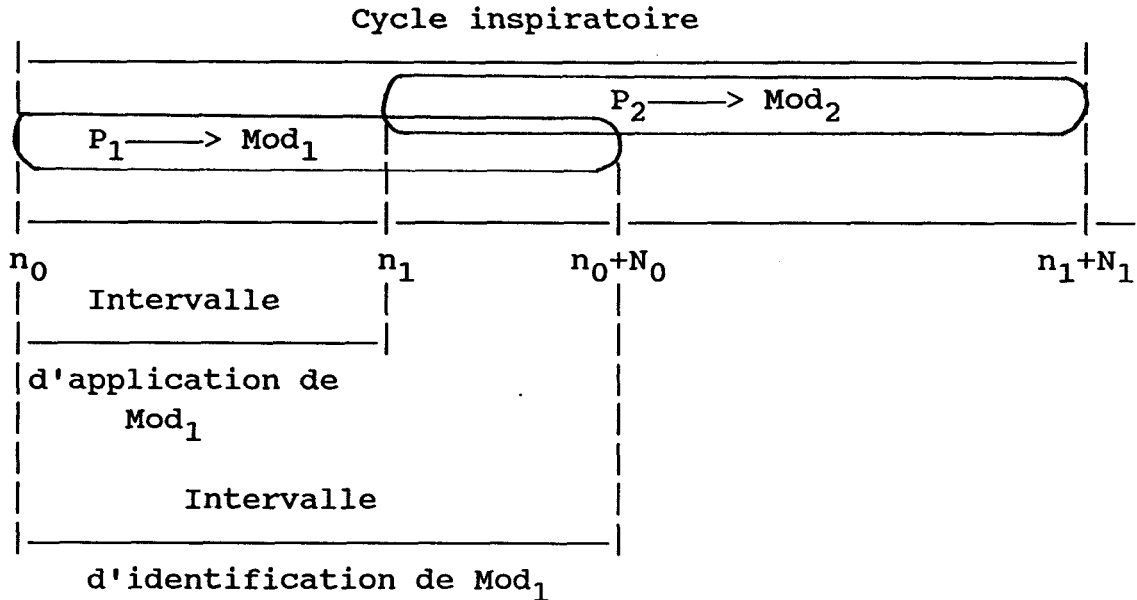 Cycle inspiratoire
P₂——> Mod₂
P₁——> Mod₁
n₀ n₁ n₀+N₀ n₁+N₁
Intervalle
d'application de
Mod₁
Intervalle
d'identification de Mod₁